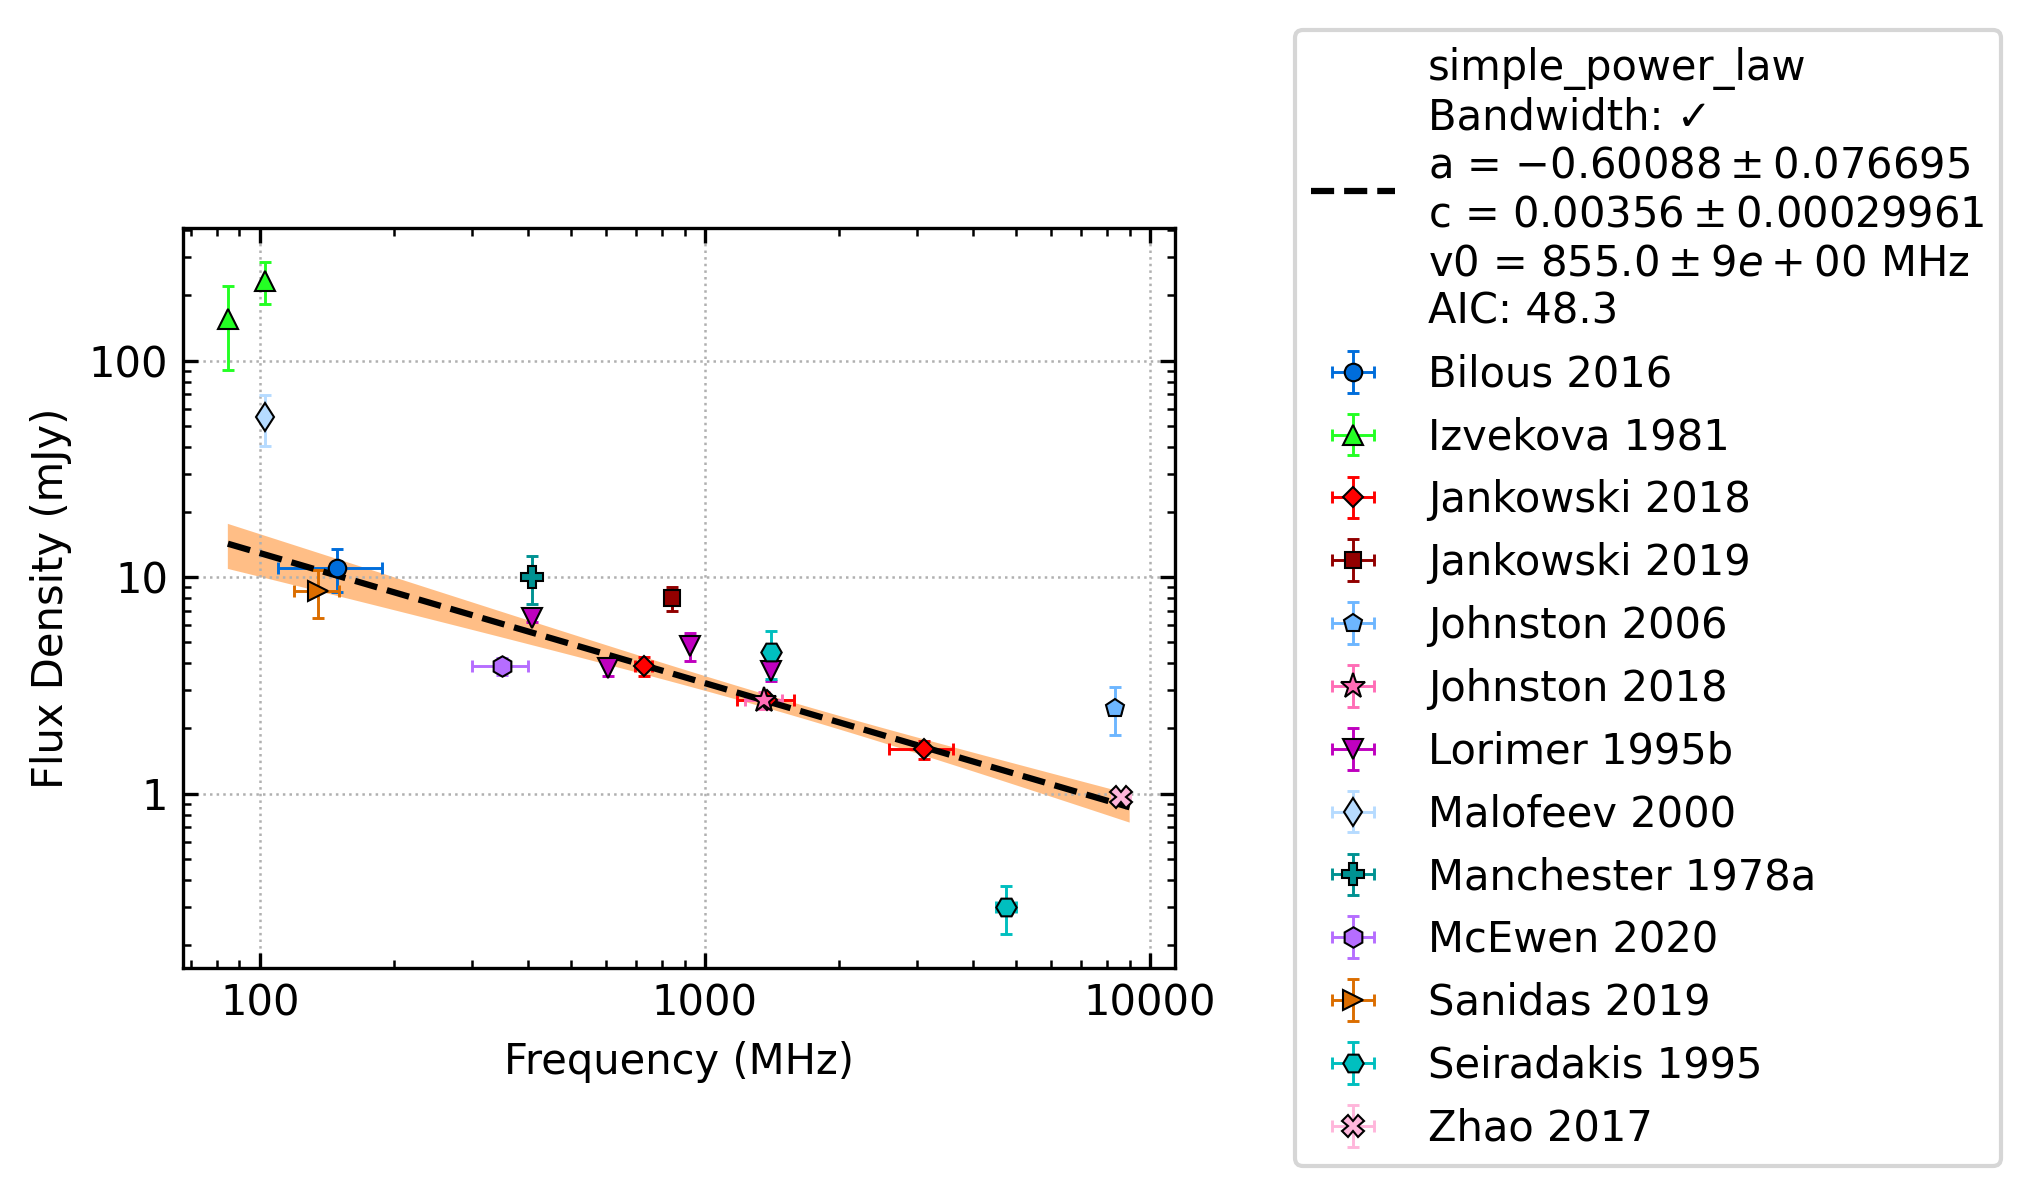 simple_power_law
Bandwidth: ✓
a = −0.60088 ± 0.076695
c = 0.00356 ± 0.00029961
v0 = 855.0 ± 9e + 00 MHz
AIC: 48.3
Bilous 2016
Izvekova 1981
Jankowski 2018
Jankowski 2019
Johnston 2006
Johnston 2018
Lorimer 1995b
Malofeev 2000
Manchester 1978a
McEwen 2020
Sanidas 2019
Seiradakis 1995
Zhao 2017
Flux Density (mJy)
100
10
1
100
1000
10000
Frequency (MHz)